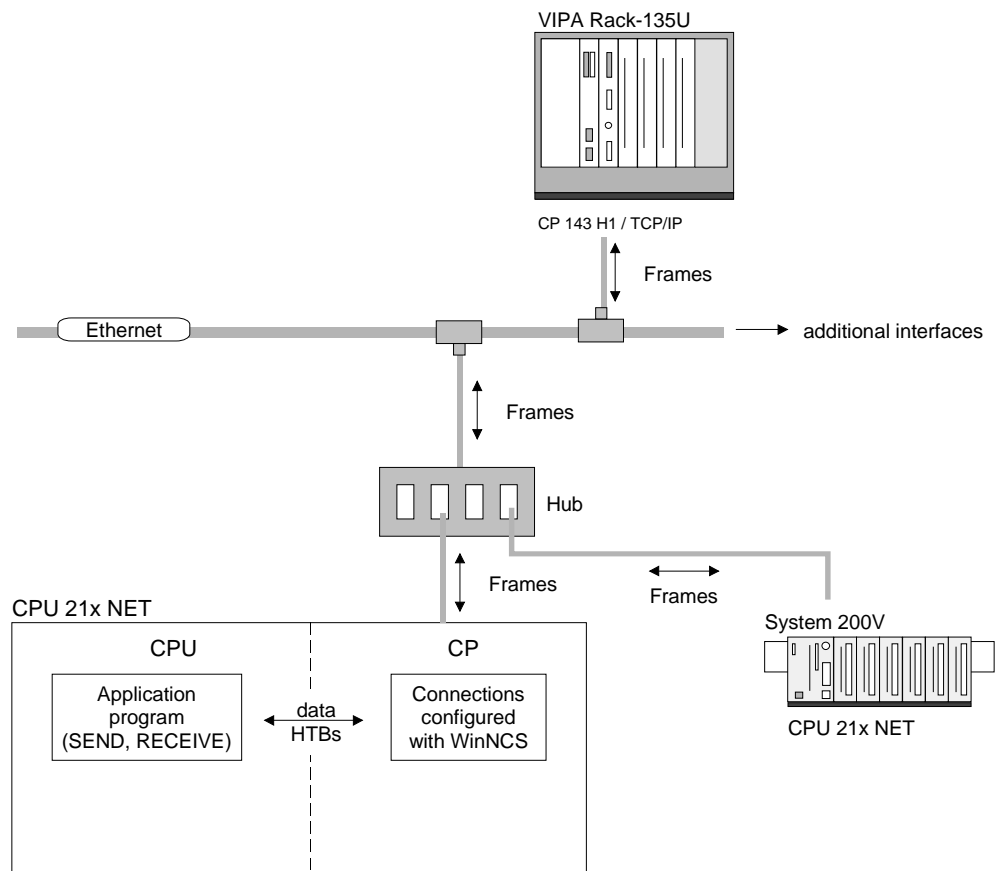 VIPA Rack-135U
CP 143 H1 / TCP/IP
Frames
Ethernet
additional interfaces
Frames
Hub
Frames
Frames
CPU 21x NET
System 200V
CPU
CP
Application
program
(SEND, RECEIVE)
data
HTBs
Connections
configured
with WinNCS
CPU 21x NET